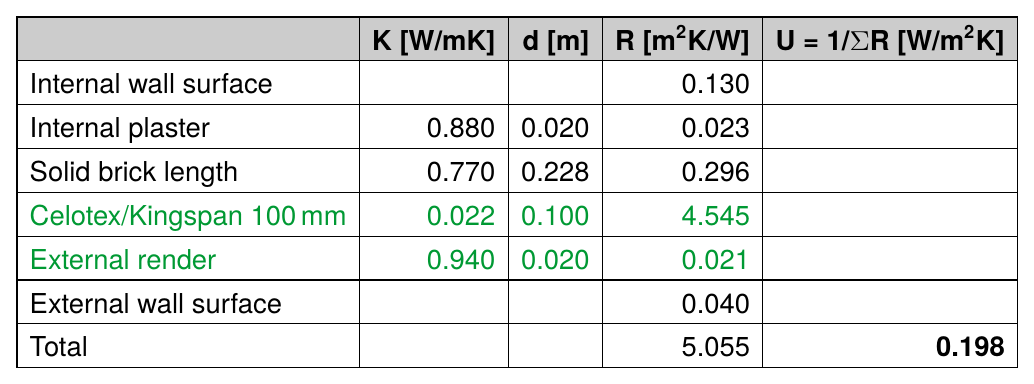 K [W/mK] d [m] R [m²K/W] U = 1/ΣR [W/m²K]
Internal wall surface 0.130
Internal plaster 0.880 0.020 0.023
Solid brick length 0.770 0.228 0.296
Celotex/Kingspan 100 mm 0.022 0.100 4.545
External render 0.940 0.020 0.021
External wall surface 0.040
Total 5.055 0.198